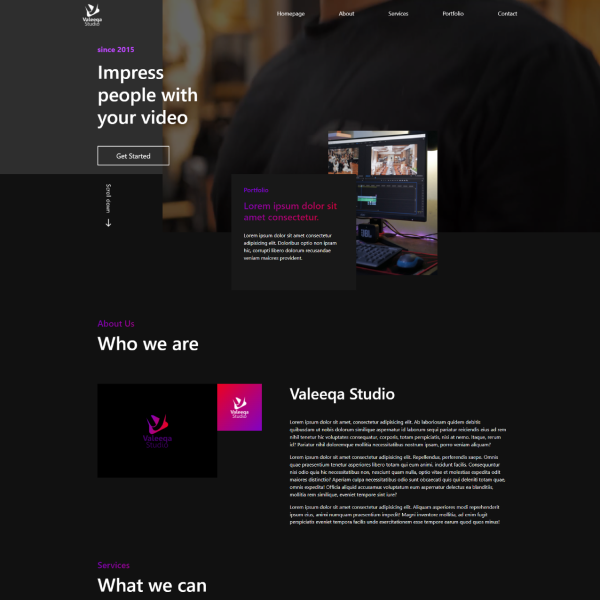 Valeeqa
Studio
Homepage
About
Services
Portfolio
Contact
since 2015
Impress
people with
your video
Get Started
Scroll down
Portfolio
Lorem ipsum dolor sit
amet consectetur.
Lorem ipsum dolor sit amet consectetur
adipisicing elit. Doloribus optio non ipsam
hic, corrupti libero dolorum recusandae
veniam maiores provident.
About Us
Who we are
Valeeqa
Studio
Valeeqa
Studio
Valeeqa Studio
Lorem ipsum dolor sit amet, consectetur adipisicing elit. Ab laboriosam quidem debitis
quibusdam ut nobis dolorum similique aspernatur id laborum sequi pariatur reiciendis eius ad rem
nihil tenetur hic voluptates consequatur, corporis, totam perspiciatis, nisi at nemo. Itaque, rerum
id? Pariatur nihil doloremque mollitia necessitatibus nostrum ipsam, porro veniam aliquam?
Lorem ipsum dolor sit amet consectetur adipisicing elit. Repellendus, perferendis saepe. Omnis
quae praesentium tenetur asperiores libero totam laborum qui eum animi, incidunt facilis. Consequuntur
nisi odio quia hic necessitatibus non, inventore quam nulla, optio vitae et molestias expedita odit
maiores distinctio! Aperiam culpa necessitatibus odio sunt obcaecati quis qui deleniti totam quae,
omnis expedita! Officia aliquid accusamus voluptatum eum aspernatur delectus ea blanditiis,
mollitia rem similique, eveniet tempore sint iure?
Lorem ipsum dolor sit amet consectetur adipisicing elit. Aliquam asperiores modi reprehenderit
ipsum eius, animi numquam praesentium impedit! Magni inventore mollitia, ad enim fugit
perspiciatis eveniet tempora facilis unde exercitationem esse tempore earum quod quos minus!
Services
What we can